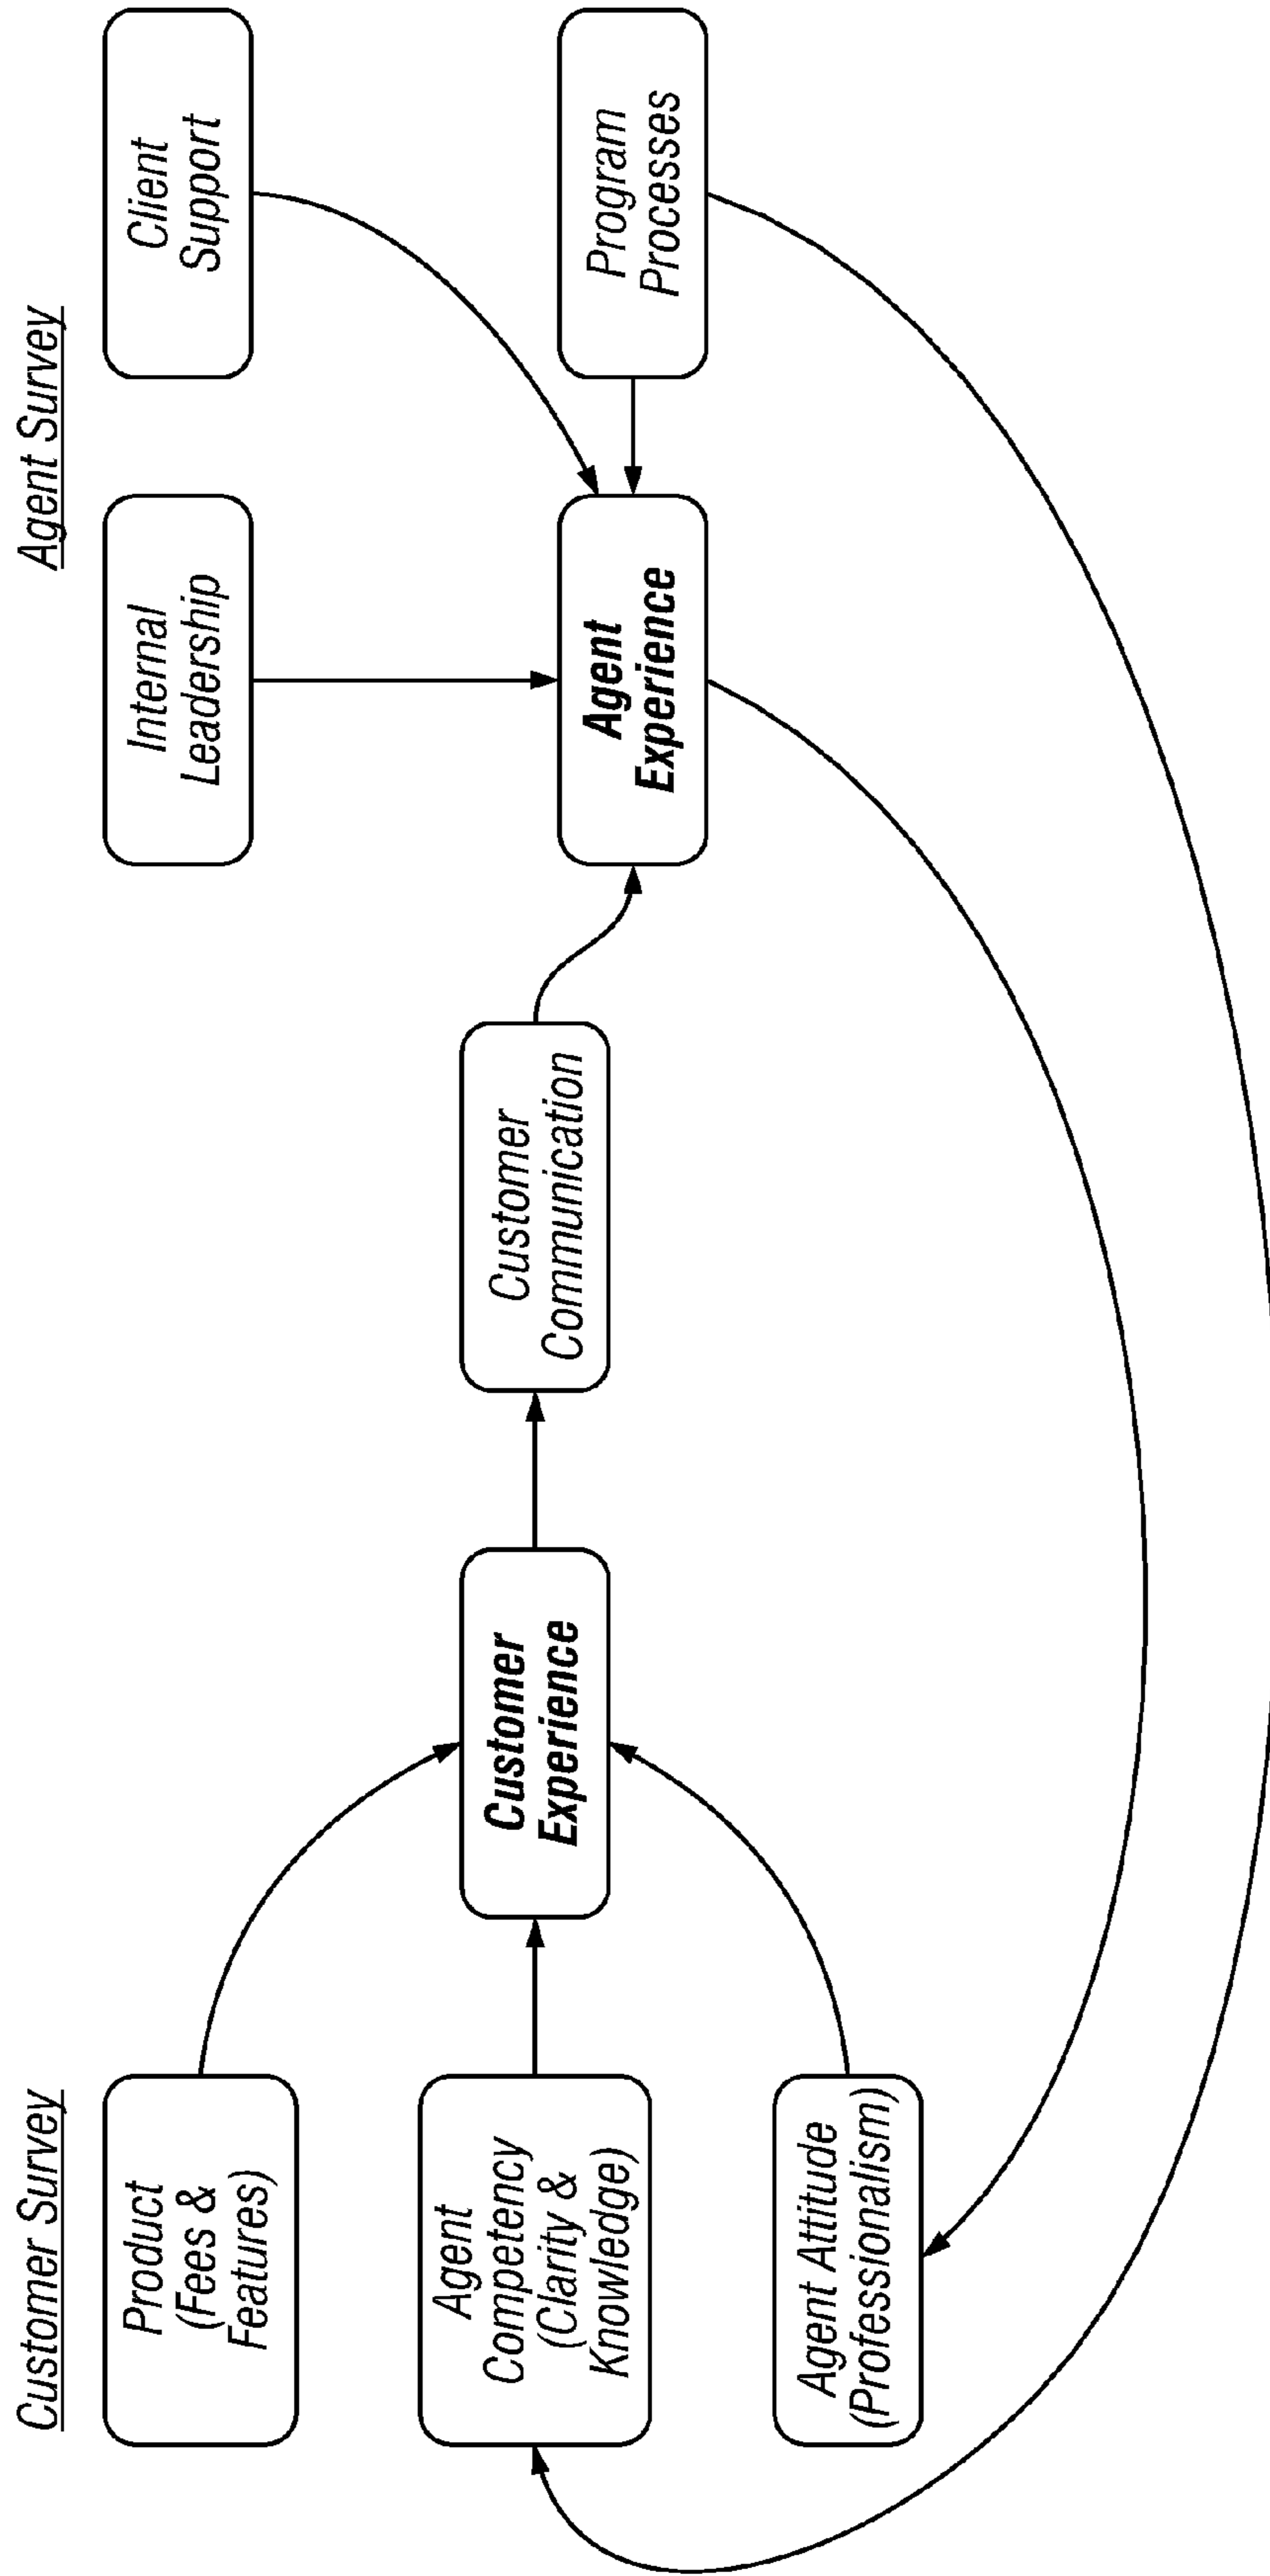 Customer Survey
Agent Survey
Product
(Fees &
Features)
Agent
Competency
(Clarity &
Knowledge)
Agent Attitude
(Professionalism)
Customer
Experience
Customer
Communication
Internal
Leadership
Agent
Experience
Client
Support
Program
Processes